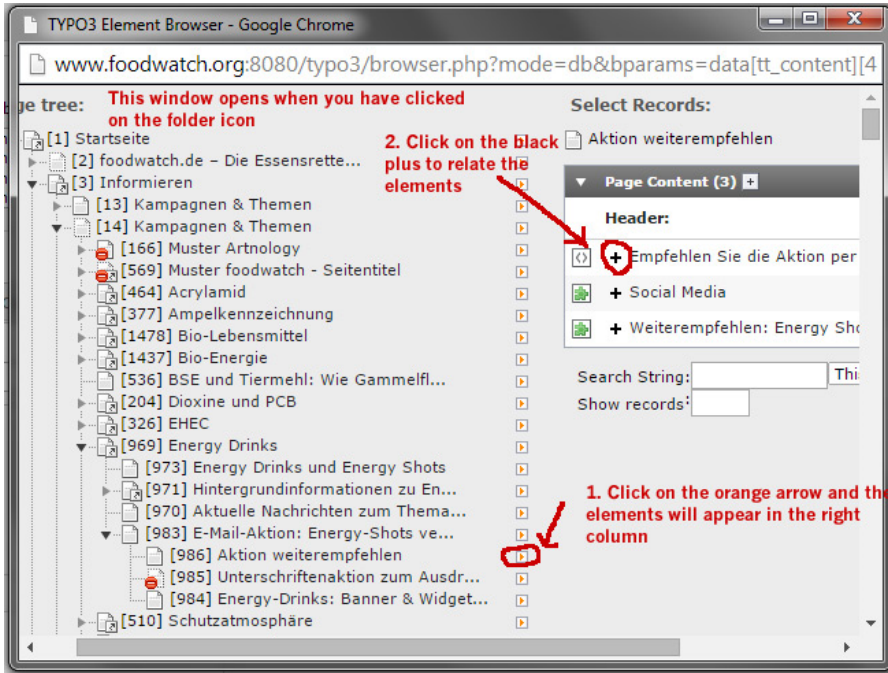 TYPO3 Element Browser - Google Chrome
www.foodwatch.org:8080/typo3/browser.php?mode=db&bparams=data[tt_content][4
ge tree:
This window opens when you have clicked
on the folder icon
[1] Startseite
[2] foodwatch.de – Die Essensrette...
[3] Informieren
[13] Kampagnen & Themen
[14] Kampagnen & Themen
[166] Muster Artnology
[569] Muster foodwatch - Seitentitel
[464] Acrylamid
[377] Ampelkennzeichnung
[1478] Bio-Lebensmittel
[1437] Bio-Energie
[536] BSE und Tiermehl: Wie Gammelfl...
[204] Dioxine und PCB
[326] EHEC
[969] Energy Drinks
[973] Energy Drinks und Energy Shots
[971] Hintergrundinformationen zu En...
[970] Aktuelle Nachrichten zum Thema...
[983] E-Mail-Aktion: Energy-Shots ve...
[986] Aktion weiterempfehlen
[985] Unterschriftenaktion zum Ausdr...
[984] Energy-Drinks: Banner & Widget...
[510] Schutzatmosphäre
2. Click on the black
plus to relate the
elements
Select Records:
Aktion weiterempfehlen
Page Content (3)
Header:
Empfehlen Sie die Aktion per
Social Media
Weiterempfehlen: Energy Sho
Search String:
Thi
Show records:
1. Click on the orange arrow and the
elements will appear in the right
column